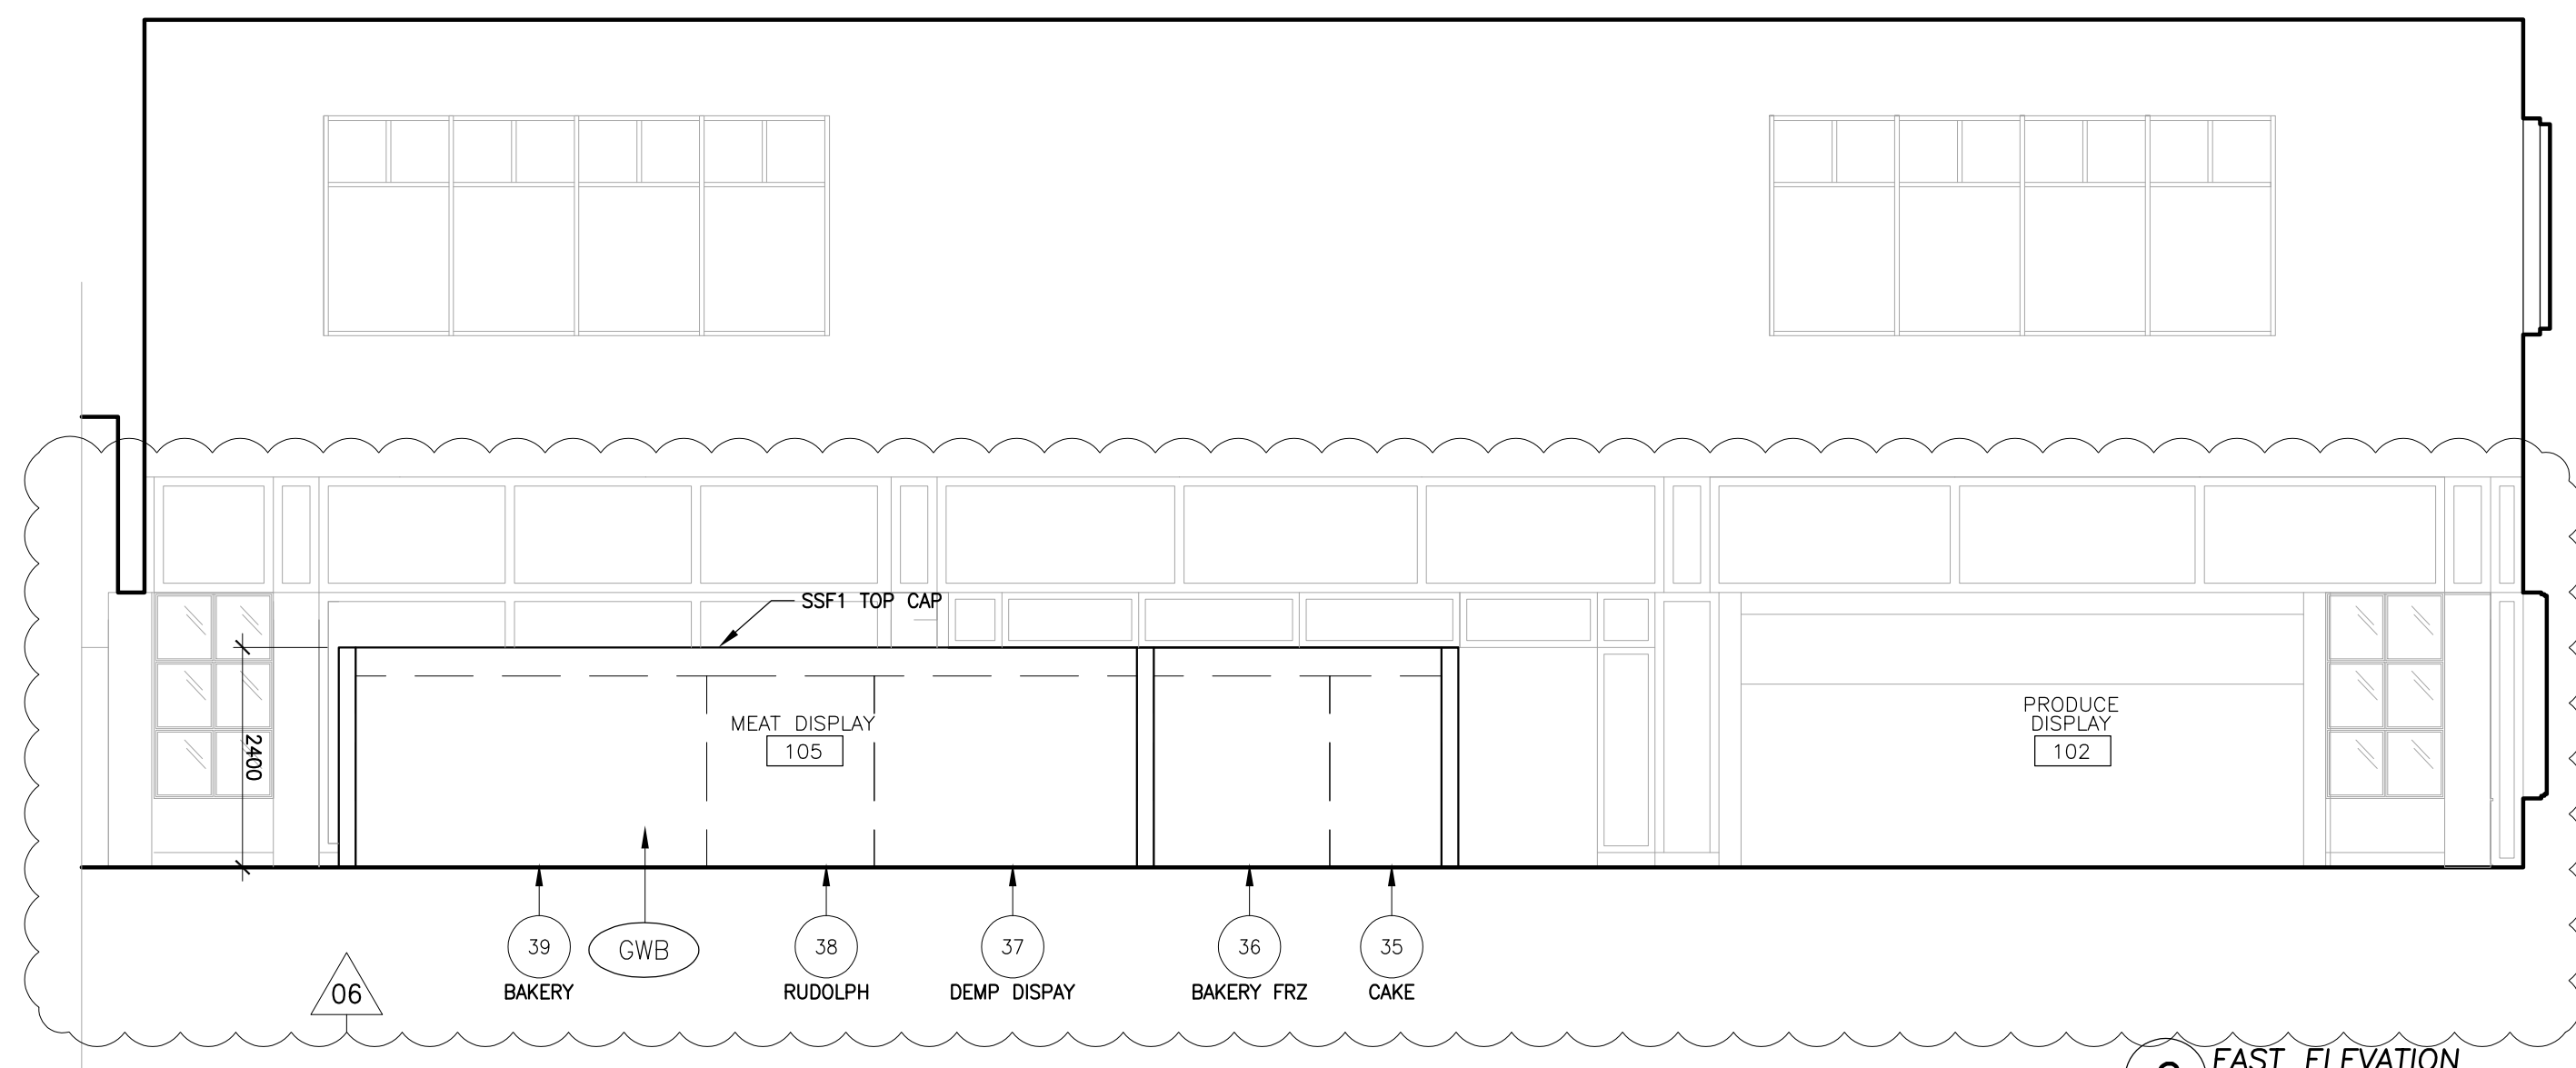 SSF1 TOP CAP
2400
MEAT DISPLAY
105
PRODUCE
DISPLAY
102
39
GWB
38
37
36
35
BAKERY
RUDOLPH
DEMP DISPAY
BAKERY FRZ
CAKE
06
EAST ELEVATION